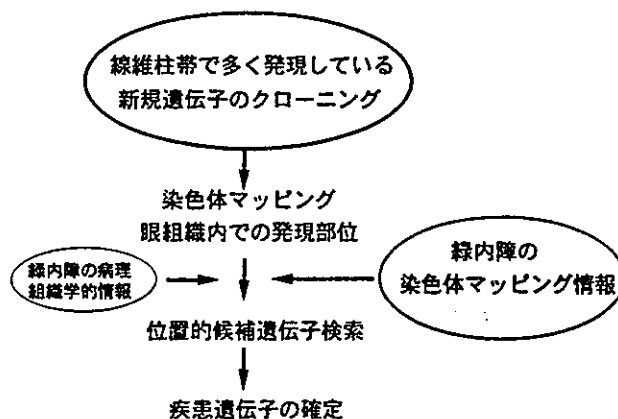 線維柱帯で多く発現している
新規遺伝子のクローニング
染色体マッピング
眼組織内での発現部位
緑内障の病理
組織学的情報
緑内障の
染色体マッピング情報
位置的候補遺伝子検索
疾患遺伝子の確定